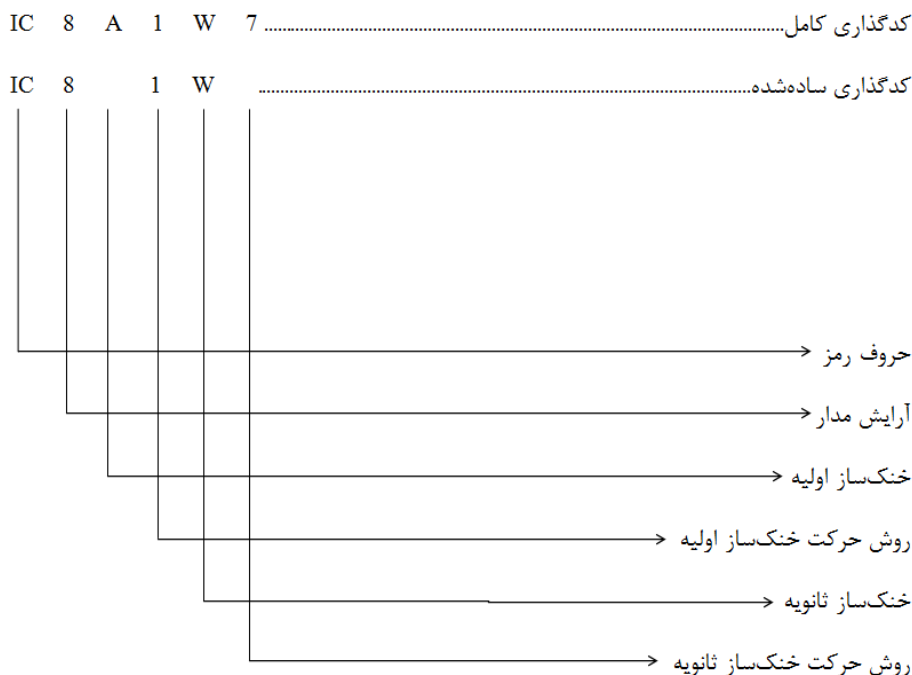 IC 8 A 1 W 7 ........ کدگذاری کامل
IC 8 1 W ........ کدگذاری ساده‌شده
حروف رمز
آرایش مدار
خنک‌ساز اولیه
روش حرکت خنک‌ساز اولیه
خنک‌ساز ثانویه
روش حرکت خنک‌ساز ثانویه